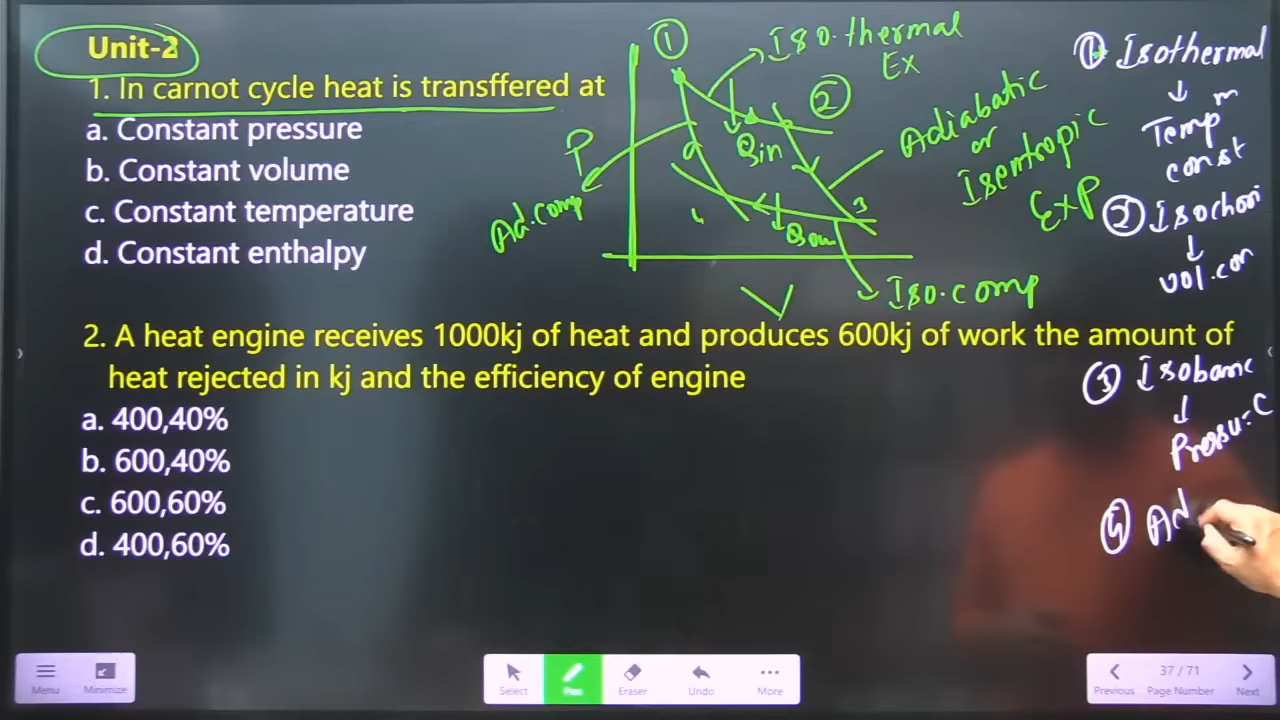 Unit-2
1. In carnot cycle heat is transffered at
a. Constant pressure
b. Constant volume
c. Constant temperature
d. Constant enthalpy
2. A heat engine receives 1000kj of heat and produces 600kj of work the amount of
heat rejected in kj and the efficiency of engine
a. 400,40%
b. 600,40%
c. 600,60%
d. 400,60%
1
Iso.thermal
Ex
2
P
Qin
Adiabatic
or
Isentropic
Exp
Ad.comp
3
V
Iso.comp
1 Isothermal
Temp
const
2
vol.con
3 Isobaric
4 Ad
Menu
Minimize
Select
Pen
Eraser
Undo
More
Previous
37 / 71
Page Number
Next